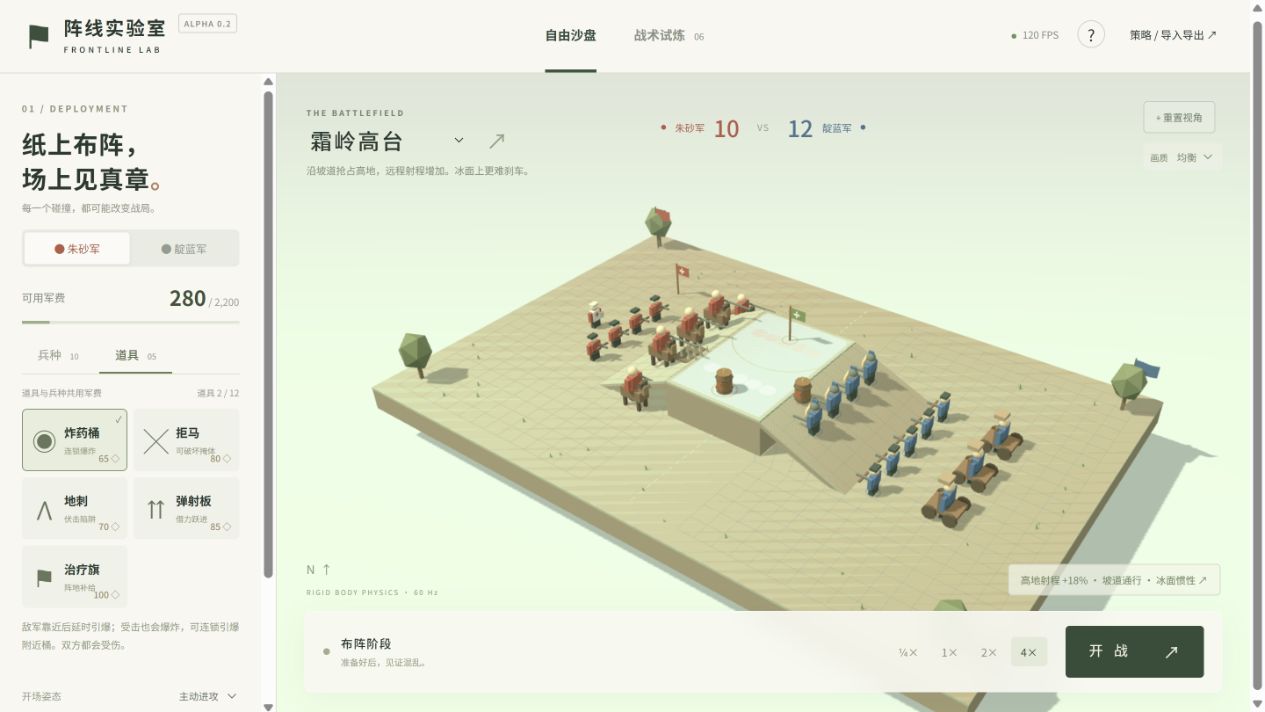 阵线实验室
ALPHA 0.2
FRONTLINE LAB
自由沙盘
战术试炼 06
120 FPS
?
策略 / 导入导出 ↗
01 / DEPLOYMENT
纸上布阵，
场上见真章。
每一个碰撞，都可能改变战局。
朱砂军
靛蓝军
可用军费
280 / 2,200
兵种 10
道具 05
道具与兵种共用军费
道具 2 / 12
炸药桶
✓
连锁爆炸
65 ◇
拒马
可破坏掩体
80 ◇
地刺
伏击陷阱
70 ◇
弹射板
借力跃进
85 ◇
治疗旗
阵地补给
100 ◇
敌军靠近后延时引爆；受击也会爆炸，可连锁引爆
附近桶。双方都会受伤。
开场姿态
主动进攻
THE BATTLEFIELD
霜岭高台
↗
沿坡道抢占高地，远程射程增加。冰面上更难刹车。
朱砂军 10 VS 12 靛蓝军
⌖ 重置视角
画质 均衡
N ↑
RIGID BODY PHYSICS · 60 Hz
高地射程 +18% · 坡道通行 · 冰面惯性 ↗
布阵阶段
准备好后，见证混乱。
¼×
1×
2×
4×
开 战 ↗